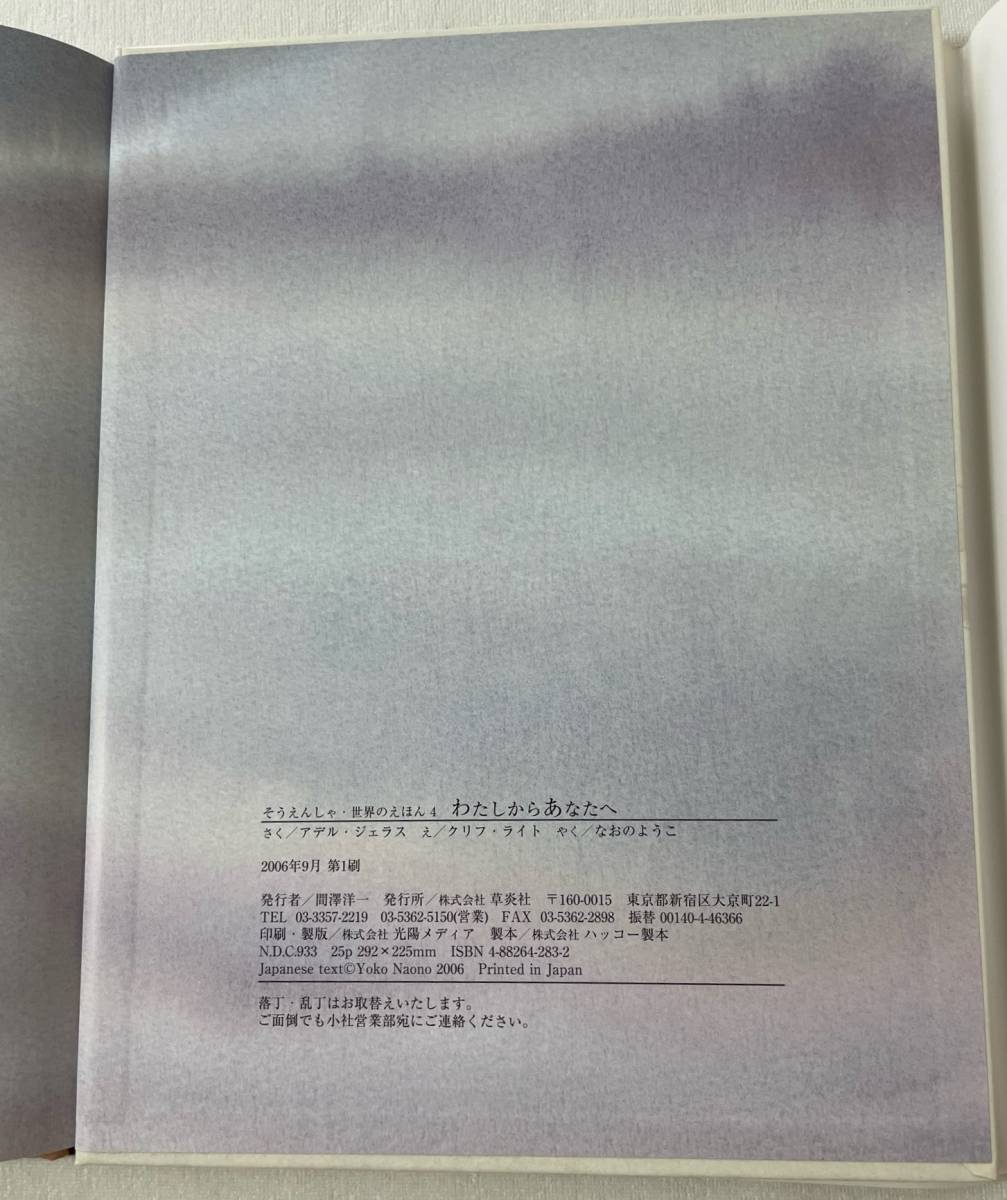 そうえんしゃ・世界のえほん 4 わたしからあなたへ
さく／アデル・ジェラス え／クリフ・ライト やく／なおのようこ
2006年9月 第1刷
発行者／間澤洋一 発行所／株式会社 草炎社 〒160-0015 東京都新宿区大京町22-1
TEL 03-3357-2219 03-5362-5150(営業) FAX 03-5362-2898 振替 00140-4-46366
印刷・製版／株式会社 光陽メディア 製本／株式会社 ハッコー製本
N.D.C.933 25p 292×225mm ISBN 4-88264-283-2
Japanese text©Yoko Naono 2006 Printed in Japan
落丁・乱丁はお取替えいたします。
ご面倒でも小社営業部宛にご連絡ください。